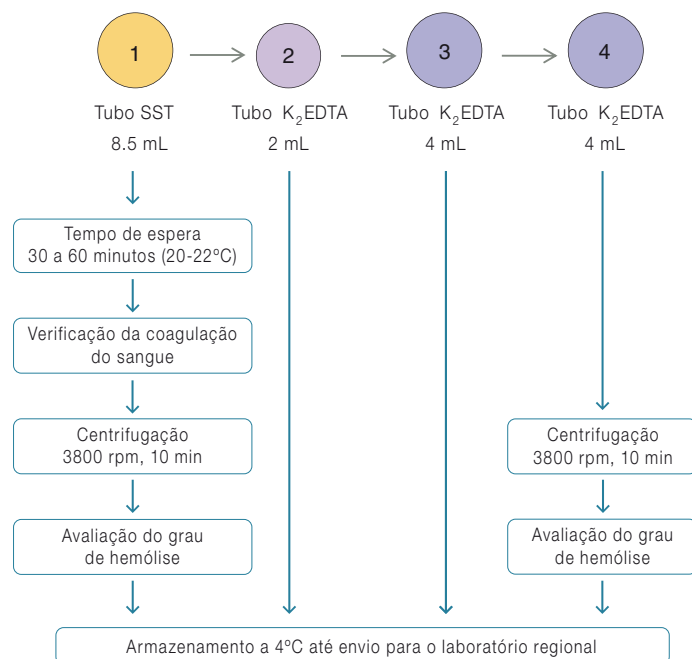 1
2
3
4
Tubo SST
8.5 mL
Tubo K₂EDTA
2 mL
Tubo K₂EDTA
4 mL
Tubo K₂EDTA
4 mL
Tempo de espera
30 a 60 minutos (20-22ºC)
Verificação da coagulação
do sangue
Centrifugação
3800 rpm, 10 min
Centrifugação
3800 rpm, 10 min
Avaliação do grau
de hemólise
Avaliação do grau
de hemólise
Armazenamento a 4ºC até envio para o laboratório regional